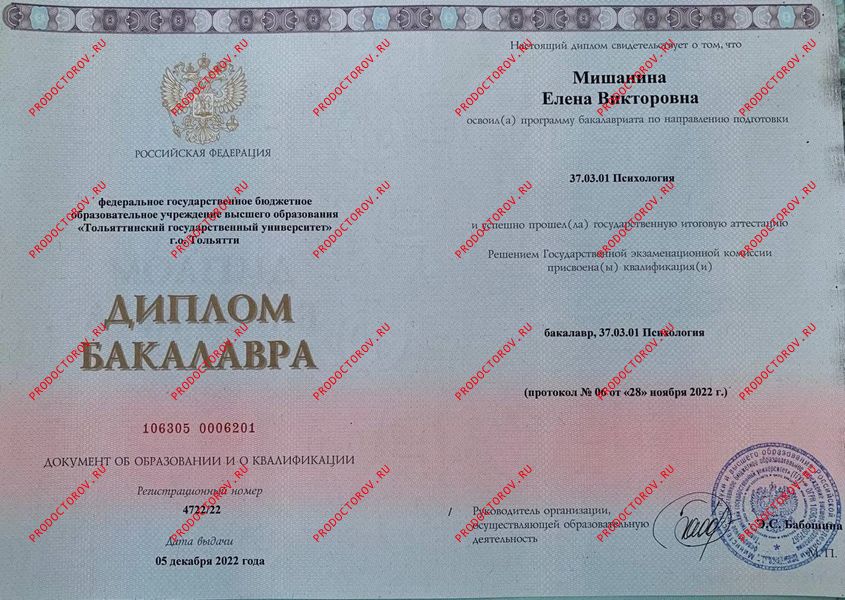 РОССИЙСКАЯ ФЕДЕРАЦИЯ
федеральное государственное бюджетное
образовательное учреждение высшего образования
«Тольяттинский государственный университет»
г.о. Тольятти
ДИПЛОМ
БАКАЛАВРА
106305 0006201
ДОКУМЕНТ ОБ ОБРАЗОВАНИИ И О КВАЛИФИКАЦИИ
Регистрационный номер
4722/22
Дата выдачи
05 декабря 2022 года
Настоящий диплом свидетельствует о том, что
Мишанина
Елена Викторовна
освоил(а) программу бакалавриата по направлению подготовки
37.03.01 Психология
и успешно прошел(ла) государственную итоговую аттестацию
Решением Государственной экзаменационной комиссии
присвоена(ы) квалификация(и)
бакалавр, 37.03.01 Психология
(протокол № 06 от «28» ноября 2022 г.)
Руководитель организации,
осуществляющей образовательную
деятельность
Э.С. Бабошина
М.П.
PRODOCTOROV.RU